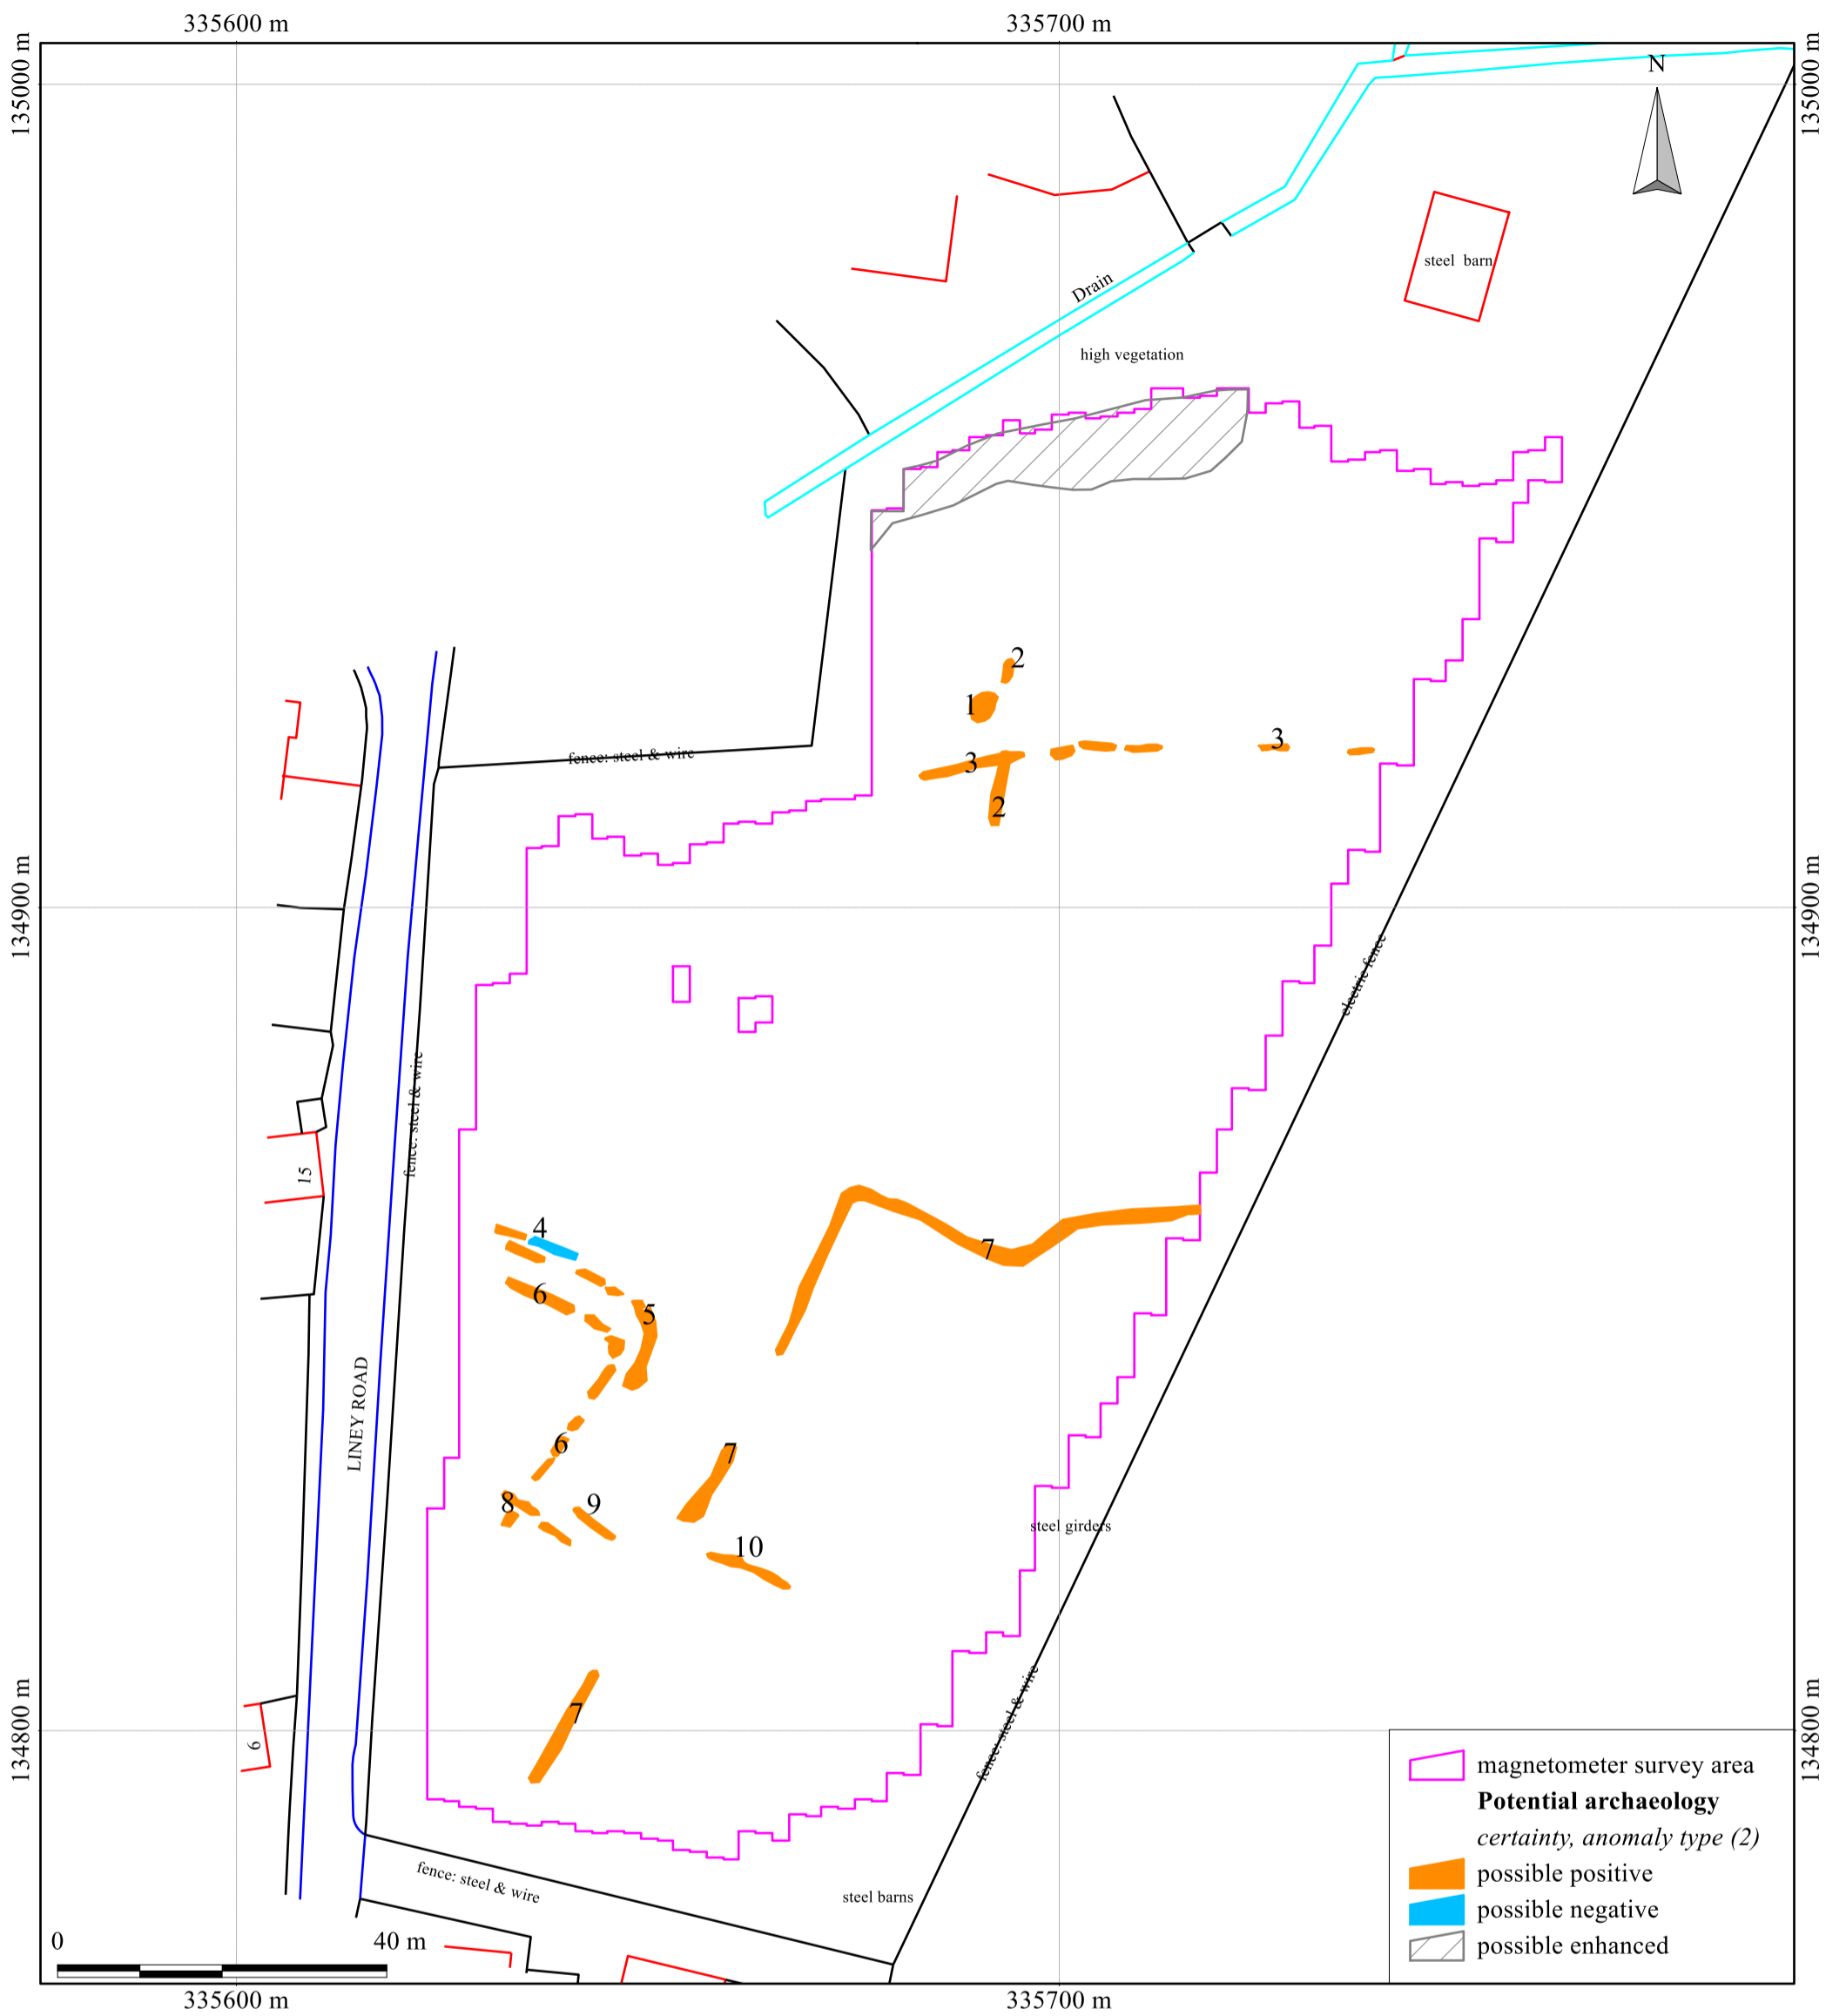 335600 m
335700 m
135000 m
135000 m
N
steel barn
Drain
high vegetation
2
1
fence: steel & wire
3
3
2
134900 m
134900 m
electric fence
fence: steel & wire
15
4
7
6
5
LINEY ROAD
6
7
8
9
steel girders
10
fence: steel & wire
7
134800 m
134800 m
6
magnetometer survey area
Potential archaeology
certainty, anomaly type (2)
possible positive
possible negative
possible enhanced
fence: steel & wire
steel barns
0
40 m
335600 m
335700 m